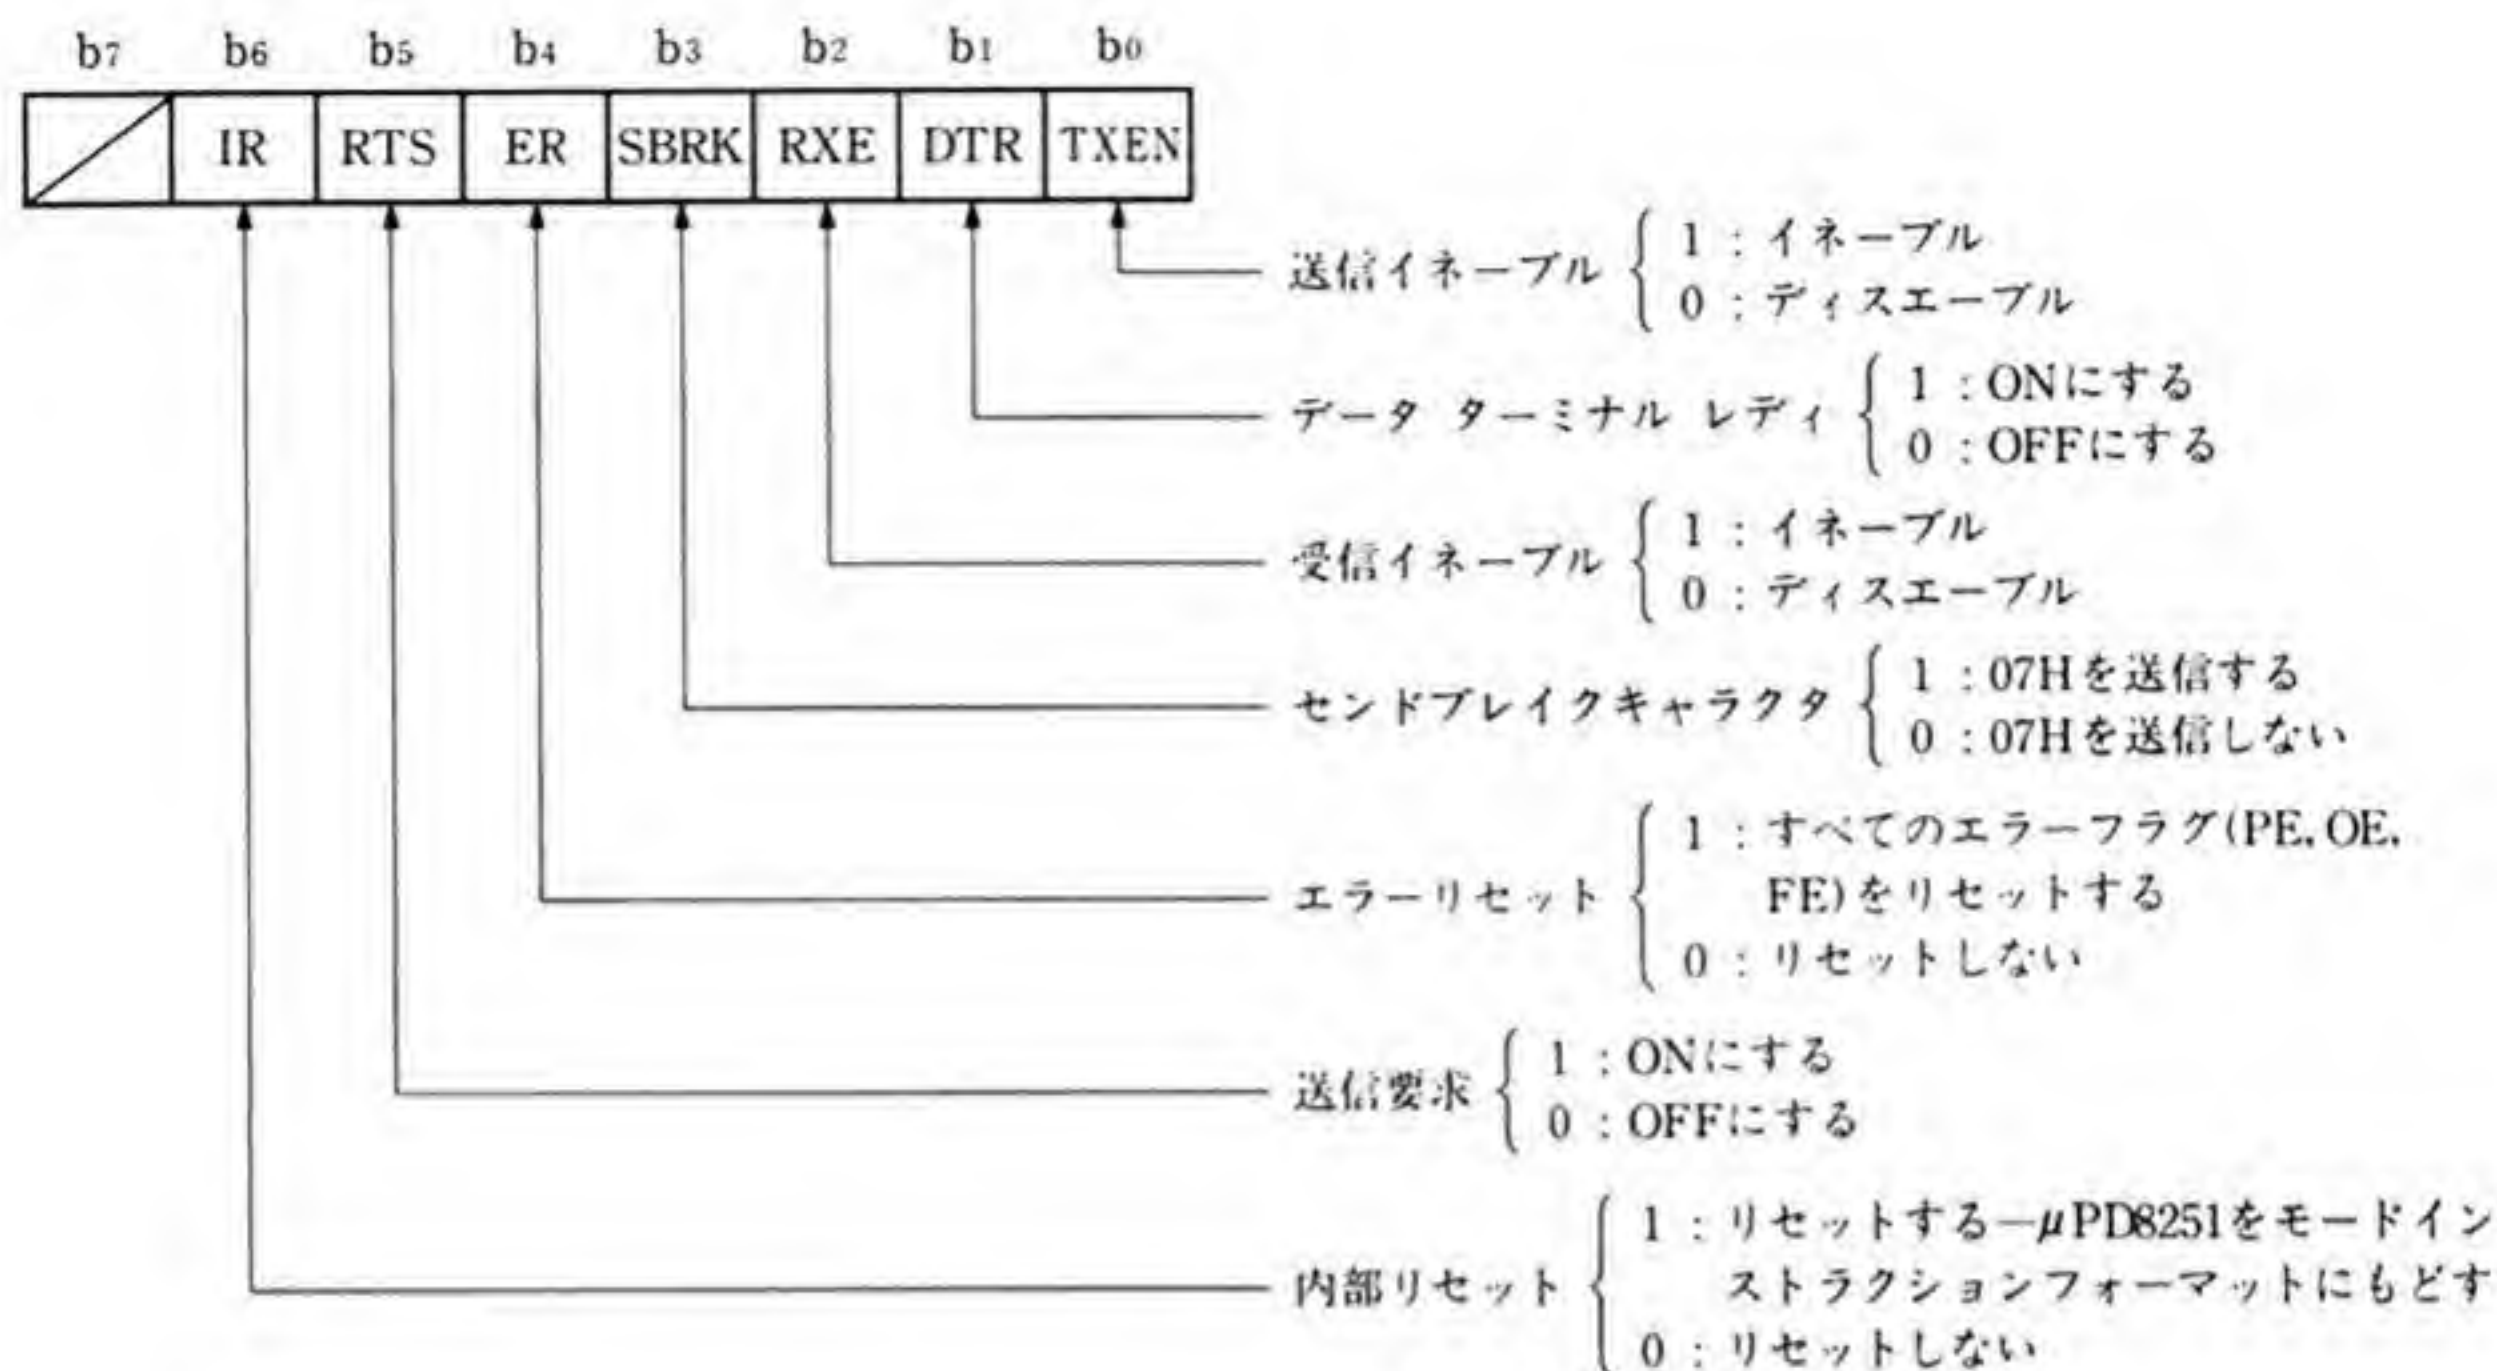 b7 b6 b5 b4 b3 b2 b1 b0
IR RTS ER SBRK RXE DTR TXEN
送信イネーブル
1 : イネーブル
0 : ディスエーブル
データ ターミナル レディ
1 : ONにする
0 : OFFにする
受信イネーブル
1 : イネーブル
0 : ディスエーブル
センドブレイクキャラクタ
1 : 07Hを送信する
0 : 07Hを送信しない
エラーリセット
1 : すべてのエラーフラグ(PE, OE,
FE)をリセットする
0 : リセットしない
送信要求
1 : ONにする
0 : OFFにする
内部リセット
1 : リセットする—μPD8251をモードイン
ストラクションフォーマットにもどす
0 : リセットしない